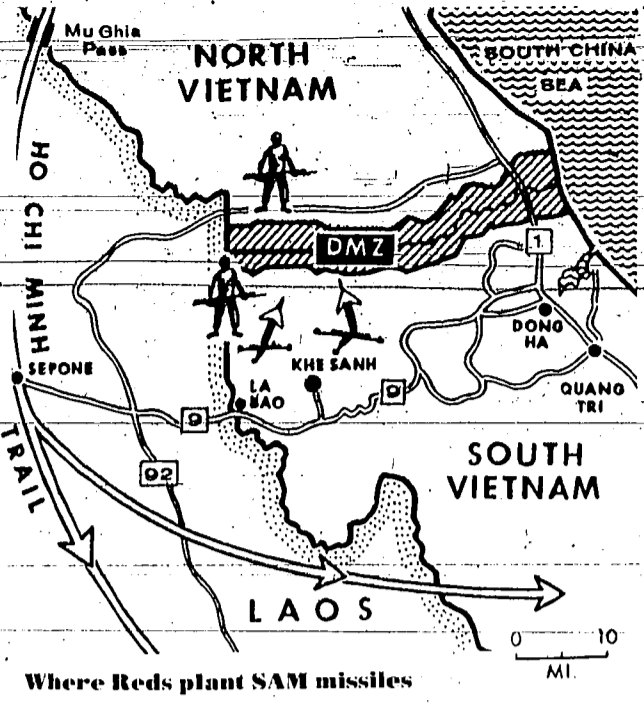 Mu Ghia
Pass
NORTH
VIETNAM
SOUTH CHINA
SEA
HO CHI MINH
TRAIL
DMZ
1
SEPONE
LA
BAO
KHE SANH
DONG
HA
QUANG
TRI
9
9
92
SOUTH
VIETNAM
LAOS
0 10
MI.
Where Reds plant SAM missiles